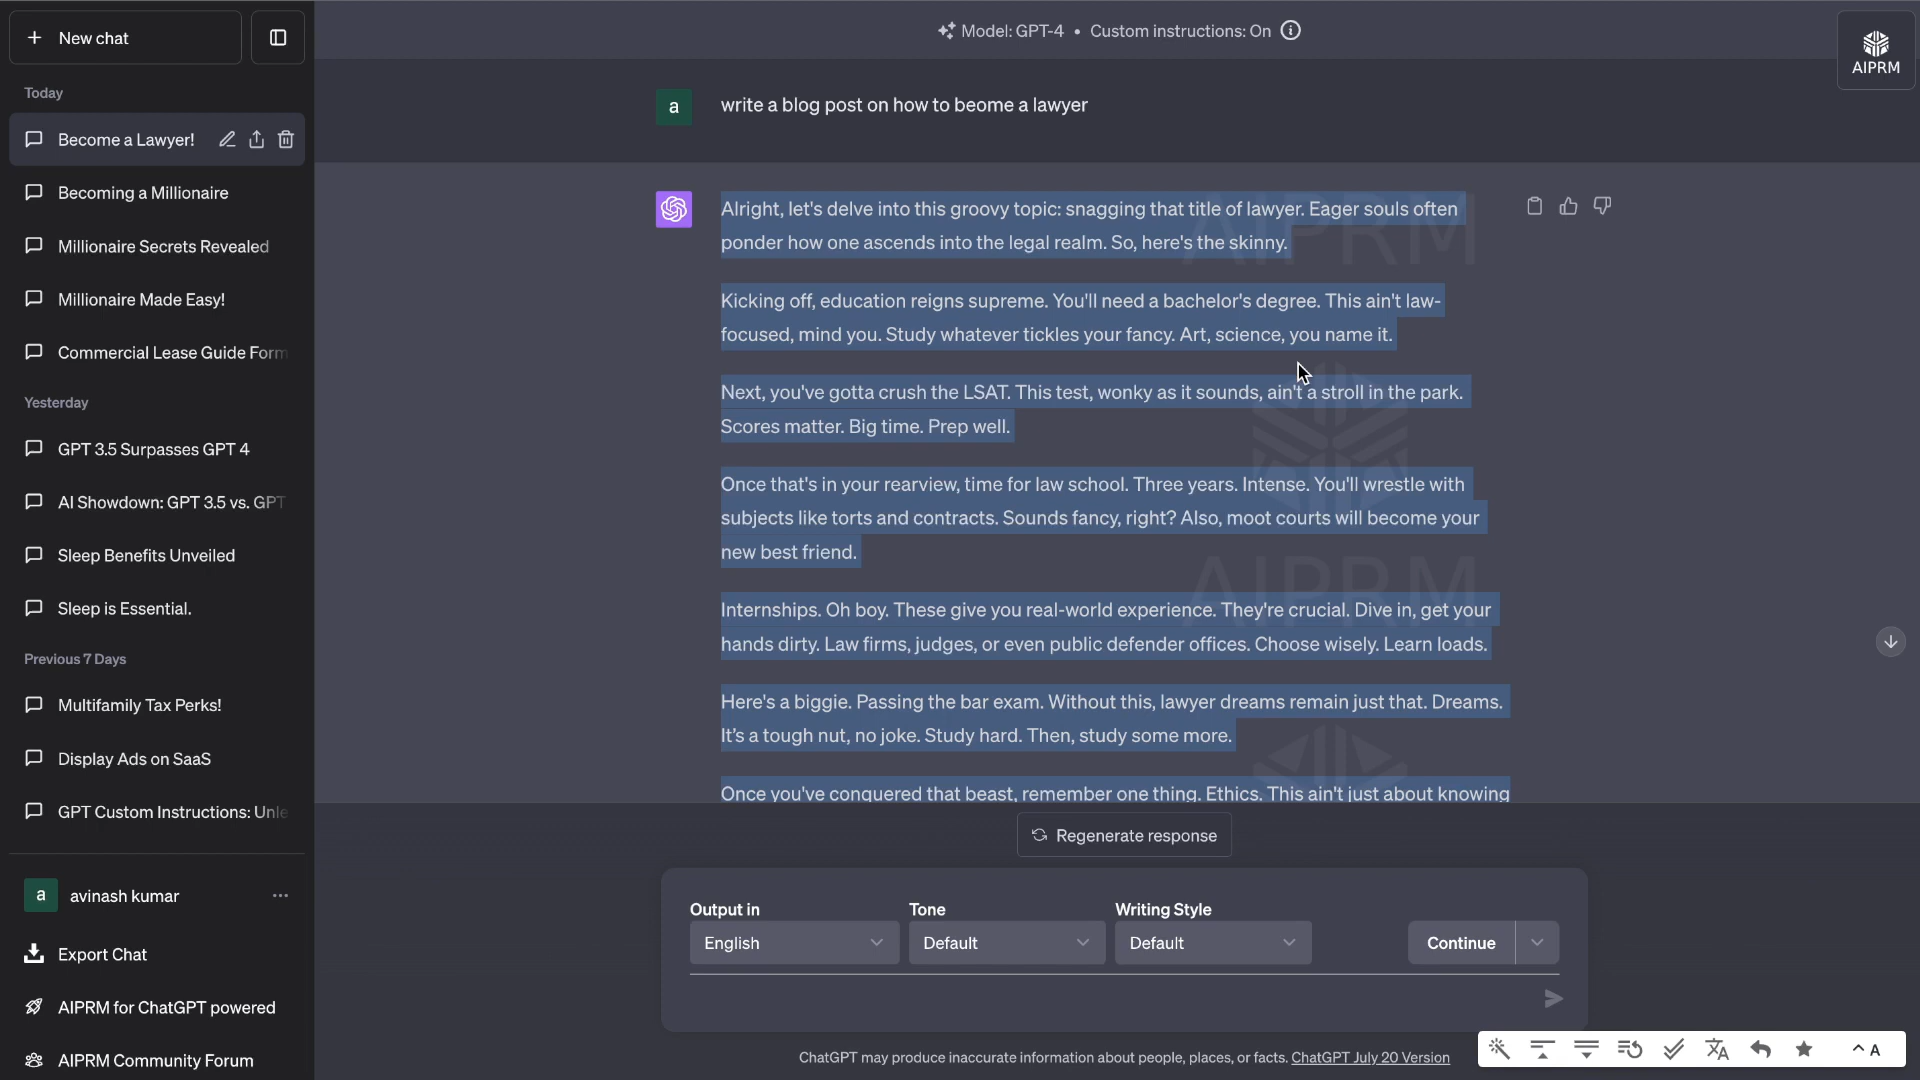 New chat
Today
Become a Lawyer!
Becoming a Millionaire
Millionaire Secrets Revealed
Millionaire Made Easy!
Commercial Lease Guide Form
Yesterday
GPT 3.5 Surpasses GPT 4
AI Showdown: GPT 3.5 vs. GPT
Sleep Benefits Unveiled
Sleep is Essential.
Previous 7 Days
Multifamily Tax Perks!
Display Ads on SaaS
GPT Custom Instructions: Unle
a
avinash kumar
Export Chat
AIPRM for ChatGPT powered
AIPRM Community Forum
Model: GPT-4 • Custom instructions: On
AIPRM
a
write a blog post on how to beome a lawyer
Alright, let's delve into this groovy topic: snagging that title of lawyer. Eager souls often
ponder how one ascends into the legal realm. So, here's the skinny.
Kicking off, education reigns supreme. You'll need a bachelor's degree. This ain't law-
focused, mind you. Study whatever tickles your fancy. Art, science, you name it.
Next, you've gotta crush the LSAT. This test, wonky as it sounds, ain't a stroll in the park.
Scores matter. Big time. Prep well.
Once that's in your rearview, time for law school. Three years. Intense. You'll wrestle with
subjects like torts and contracts. Sounds fancy, right? Also, moot courts will become your
new best friend.
Internships. Oh boy. These give you real-world experience. They're crucial. Dive in, get your
hands dirty. Law firms, judges, or even public defender offices. Choose wisely. Learn loads.
Here's a biggie. Passing the bar exam. Without this, lawyer dreams remain just that. Dreams.
It's a tough nut, no joke. Study hard. Then, study some more.
Once you've conquered that beast, remember one thing. Ethics. This ain't just about knowing
AIPRM
AIPRM
Regenerate response
Output in
Tone
Writing Style
English
Default
Default
Continue
ChatGPT may produce inaccurate information about people, places, or facts. ChatGPT July 20 Version
A